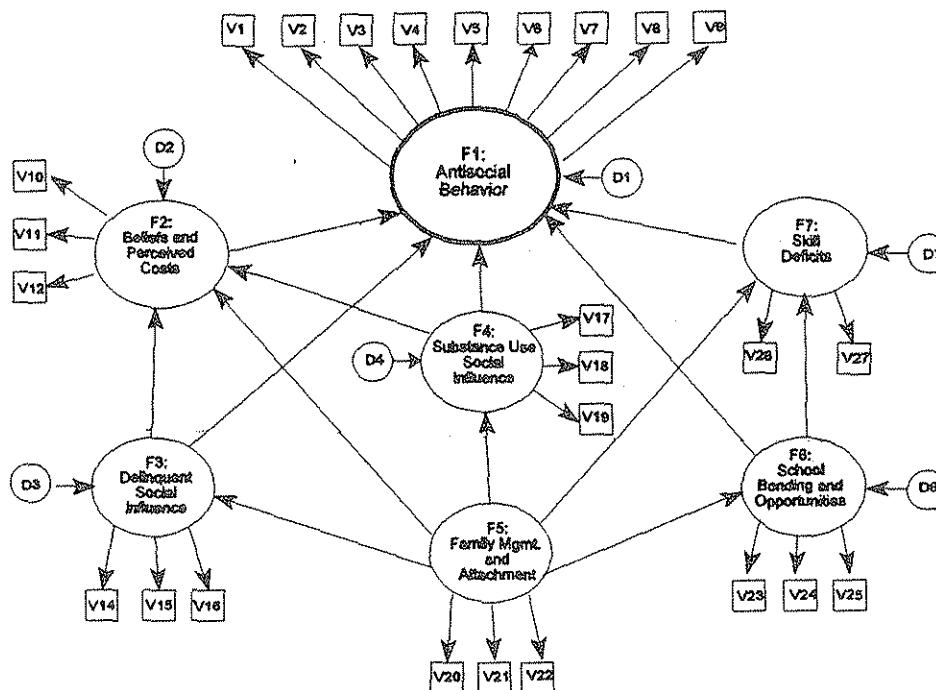 V1 V2 V3 V4 V5 V6 V7 V8 V9
D2
F1:
Antisocial
Behavior
D1
V10
V11
V12
F2:
Beliefs and
Perceived
Costs
F7:
Skill
Deficits
V17
V18
V19
F4:
Substance Use
Social
Influence
D4
V26
V27
D3
F3:
Delinquent
Social
Influence
F6:
School
Bonding and
Opportunities
D6
F5:
Family Mgmt.
and
Attachment
V14 V15 V16
V23 V24 V25
V20 V21 V22